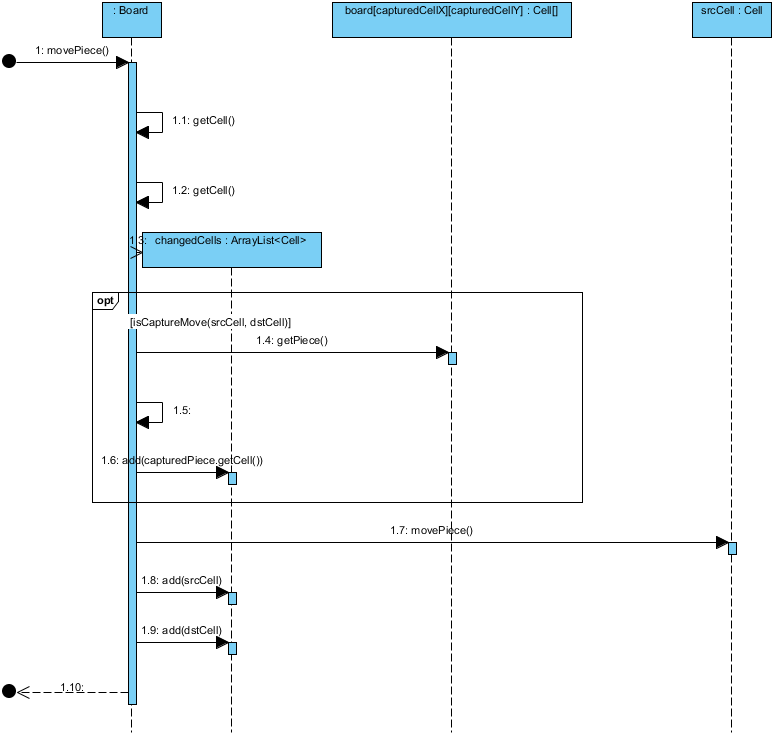 : Board
board[capturedCellX][capturedCellY] : Cell[]
srcCell : Cell
1: movePiece()
1.1: getCell()
1.2: getCell()
1.3:
changedCells : ArrayList<Cell>
opt
[isCaptureMove(srcCell, dstCell)]
1.4: getPiece()
1.5:
1.6: add(capturedPiece.getCell())
1.7: movePiece()
1.8: add(srcCell)
1.9: add(dstCell)
1.10: